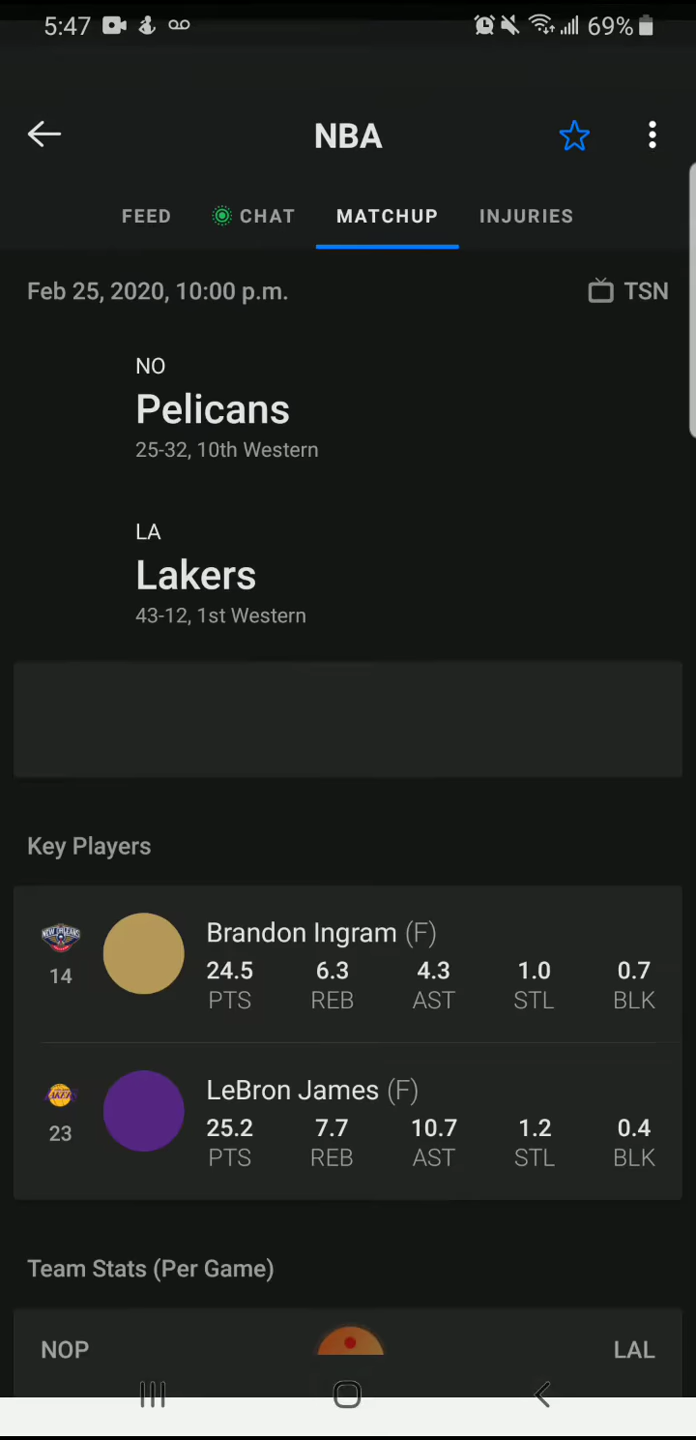 5:47
69%
NBA
FEED
CHAT
MATCHUP
INJURIES
Feb 25, 2020, 10:00 p.m.
TSN
NO
Pelicans
25-32, 10th Western
LA
Lakers
43-12, 1st Western
Key Players
NEW ORLEANS
14
Brandon Ingram (F)
24.5 6.3 4.3 1.0 0.7
PTS REB AST STL BLK
LAKERS
23
LeBron James (F)
25.2 7.7 10.7 1.2 0.4
PTS REB AST STL BLK
Team Stats (Per Game)
NOP
LAL